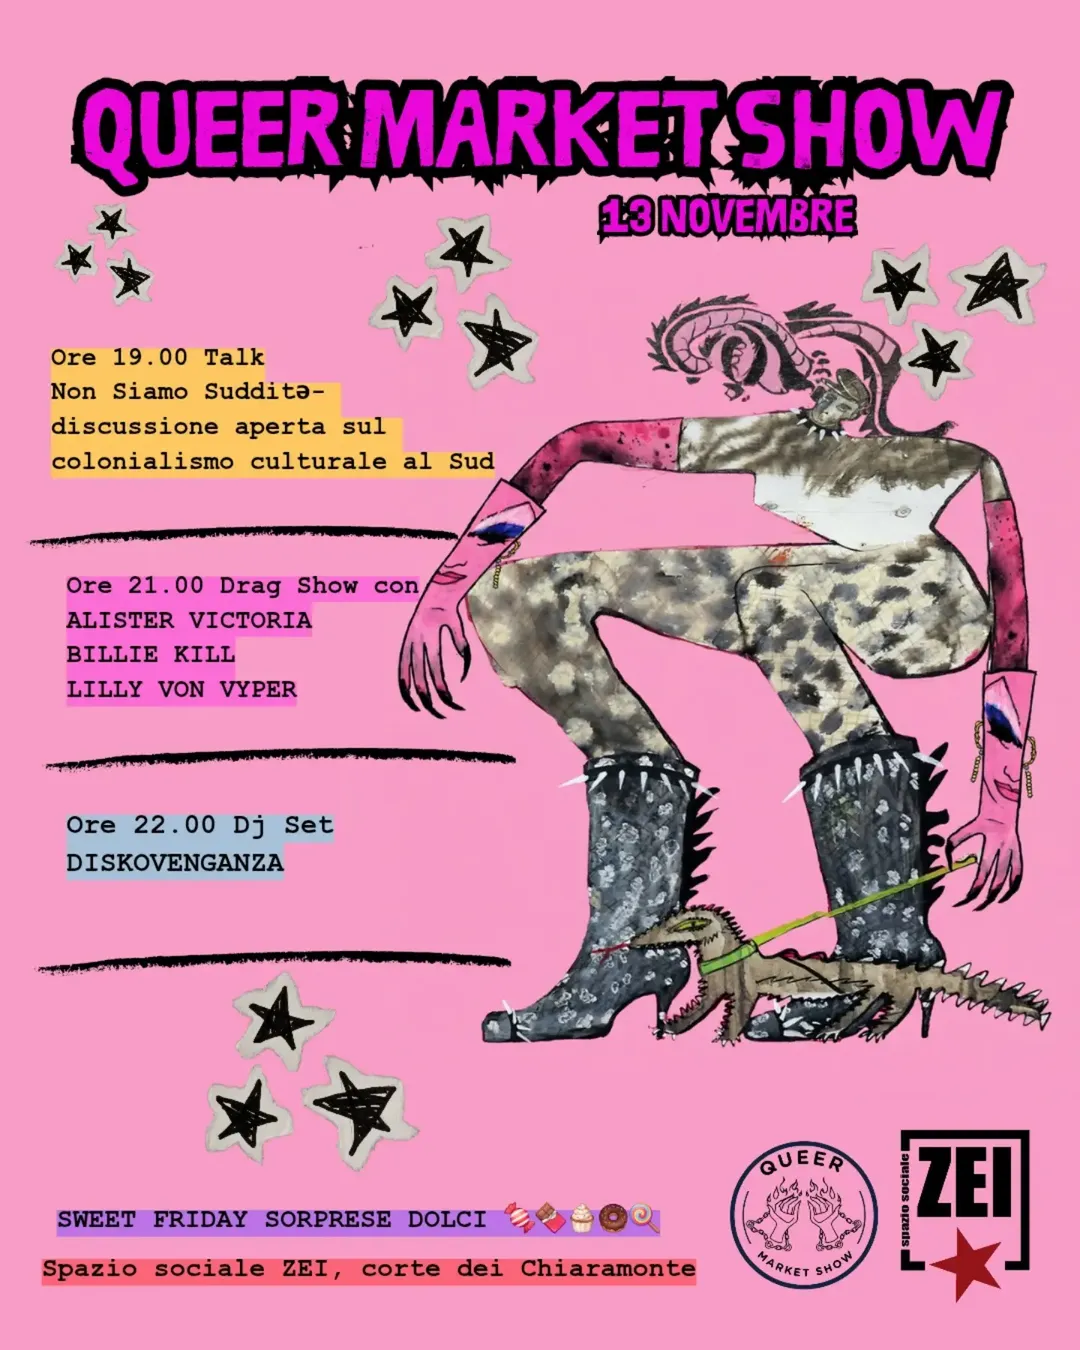 QUEER MARKET SHOW
13 NOVEMBRE
Ore 19.00 Talk
Non Siamo Sudditə-
discussione aperta sul
colonialismo culturale al Sud
Ore 21.00 Drag Show con
ALISTER VICTORIA
BILLIE KILL
LILLY VON VYPER
Ore 22.00 Dj Set
DISKOVENGANZA
SWEET FRIDAY SORPRESE DOLCI 🍬🍫🧁🍩🍭
Spazio sociale ZEI, corte dei Chiaramonte
QUEER
MARKET SHOW
spazio sociale
ZEI